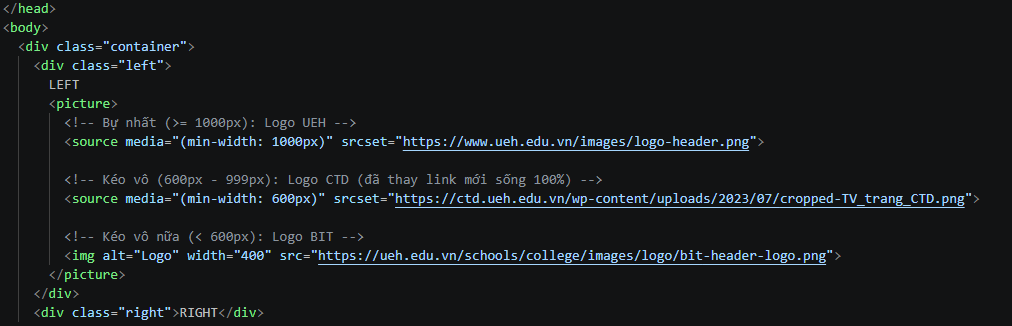 </head>
<body>
<div class="container">
<div class="left">
LEFT
<picture>
<!-- Bự nhất (>= 1000px): Logo UEH -->
<source media="(min-width: 1000px)" srcset="https://www.ueh.edu.vn/images/logo-header.png">
<!-- Kéo vô (600px - 999px): Logo CTD (đã thay link mới sống 100%) -->
<source media="(min-width: 600px)" srcset="https://ctd.ueh.edu.vn/wp-content/uploads/2023/07/cropped-TV_trang_CTD.png">
<!-- Kéo vô nữa (< 600px): Logo BIT -->
<img alt="Logo" width="400" src="https://ueh.edu.vn/schools/college/images/logo/bit-header-logo.png">
</picture>
</div>
<div class="right">RIGHT</div>